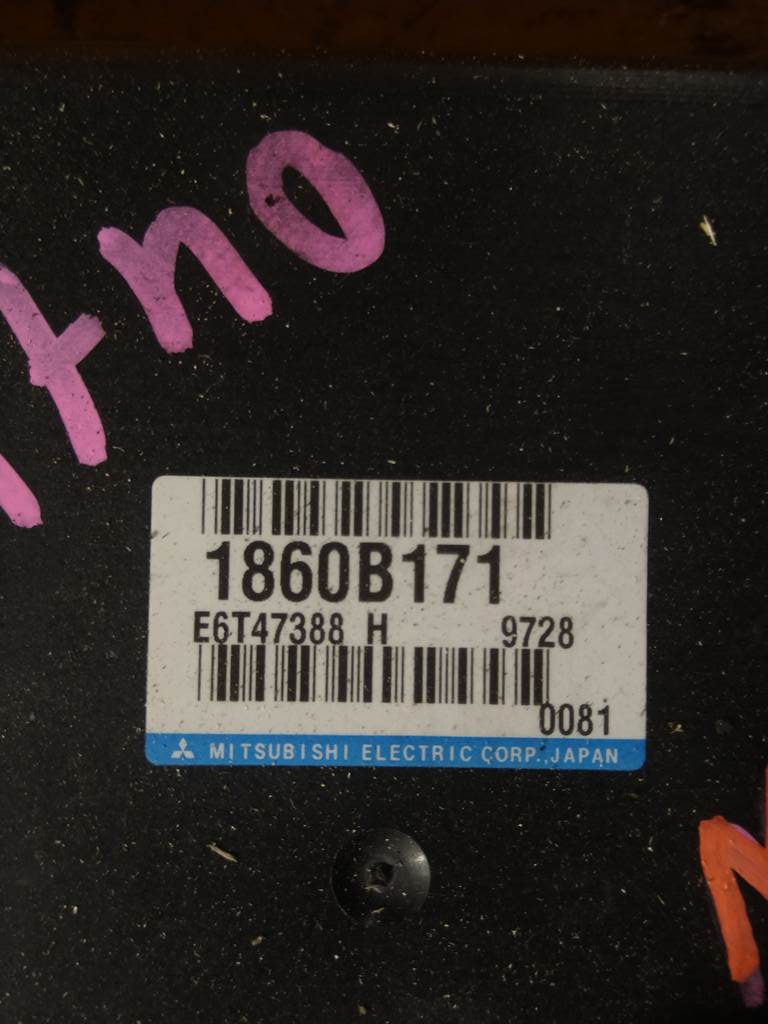 1860B171
E6T47388 H 9728
0081
MITSUBISHI ELECTRIC CORP.,JAPAN